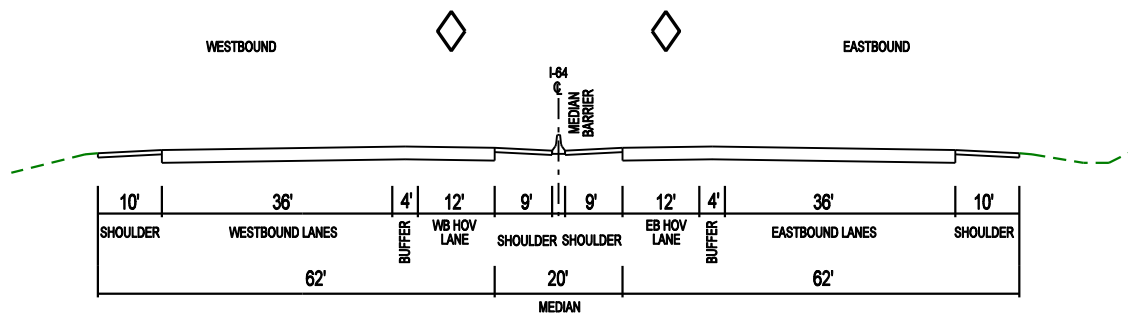 WESTBOUND
EASTBOUND
I-64
℄
MEDIAN
BARRIER
10'
36'
4'
12'
9'
9'
12'
4'
36'
10'
SHOULDER
WESTBOUND LANES
BUFFER
WB HOV
LANE
SHOULDER
SHOULDER
EB HOV
LANE
BUFFER
EASTBOUND LANES
SHOULDER
62'
20'
62'
MEDIAN